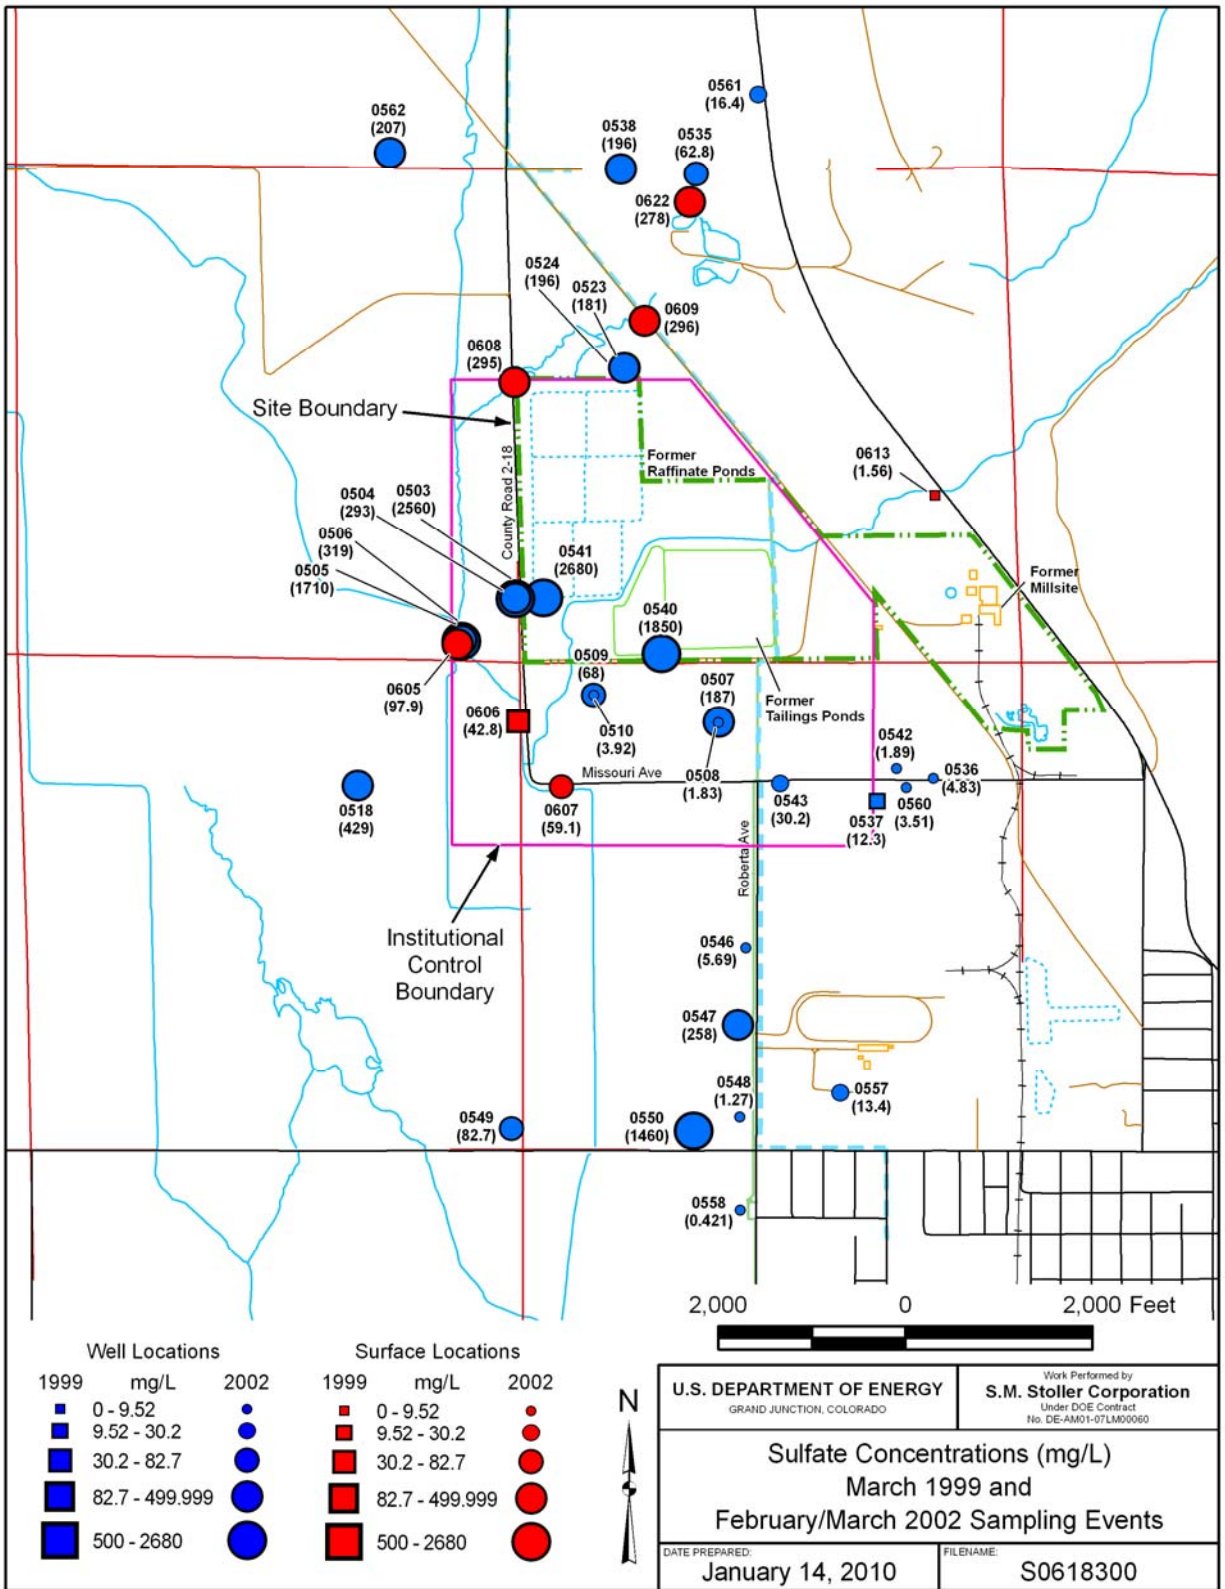 0561
(16.4)
0562
(207)
0538
(196)
0535
(62.8)
0622
(278)
0524
(196)
0523
(181)
0609
(296)
0608
(295)
Site Boundary
County Road 2-18
Former
Raffinate Ponds
0613
(1.56)
0504
(293)
0503
(2560)
0506
(319)
0505
(1710)
0541
(2680)
Former
Millsite
0540
(1850)
0509
(68)
0507
(187)
0605
(97.9)
0606
(42.8)
0510
(3.92)
Former
Tailings Ponds
0542
(1.89)
0536
(4.83)
Missouri Ave
0508
(1.83)
0543
(30.2)
0560
(3.51)
0537
(12.3)
0518
(429)
0607
(59.1)
Roberta Ave
Institutional
Control
Boundary
0546
(5.69)
0547
(258)
0548
(1.27)
0557
(13.4)
0549
(82.7)
0550
(1460)
0558
(0.421)
2,000 0 2,000 Feet
Well Locations
1999 mg/L 2002
0 - 9.52
9.52 - 30.2
30.2 - 82.7
82.7 - 499.999
500 - 2680
Surface Locations
1999 mg/L 2002
0 - 9.52
9.52 - 30.2
30.2 - 82.7
82.7 - 499.999
500 - 2680
N
U.S. DEPARTMENT OF ENERGY
GRAND JUNCTION, COLORADO
Work Performed by
S.M. Stoller Corporation
Under DOE Contract
No. DE-AM01-07LM00060
Sulfate Concentrations (mg/L)
March 1999 and
February/March 2002 Sampling Events
DATE PREPARED:
January 14, 2010
FILENAME:
S0618300